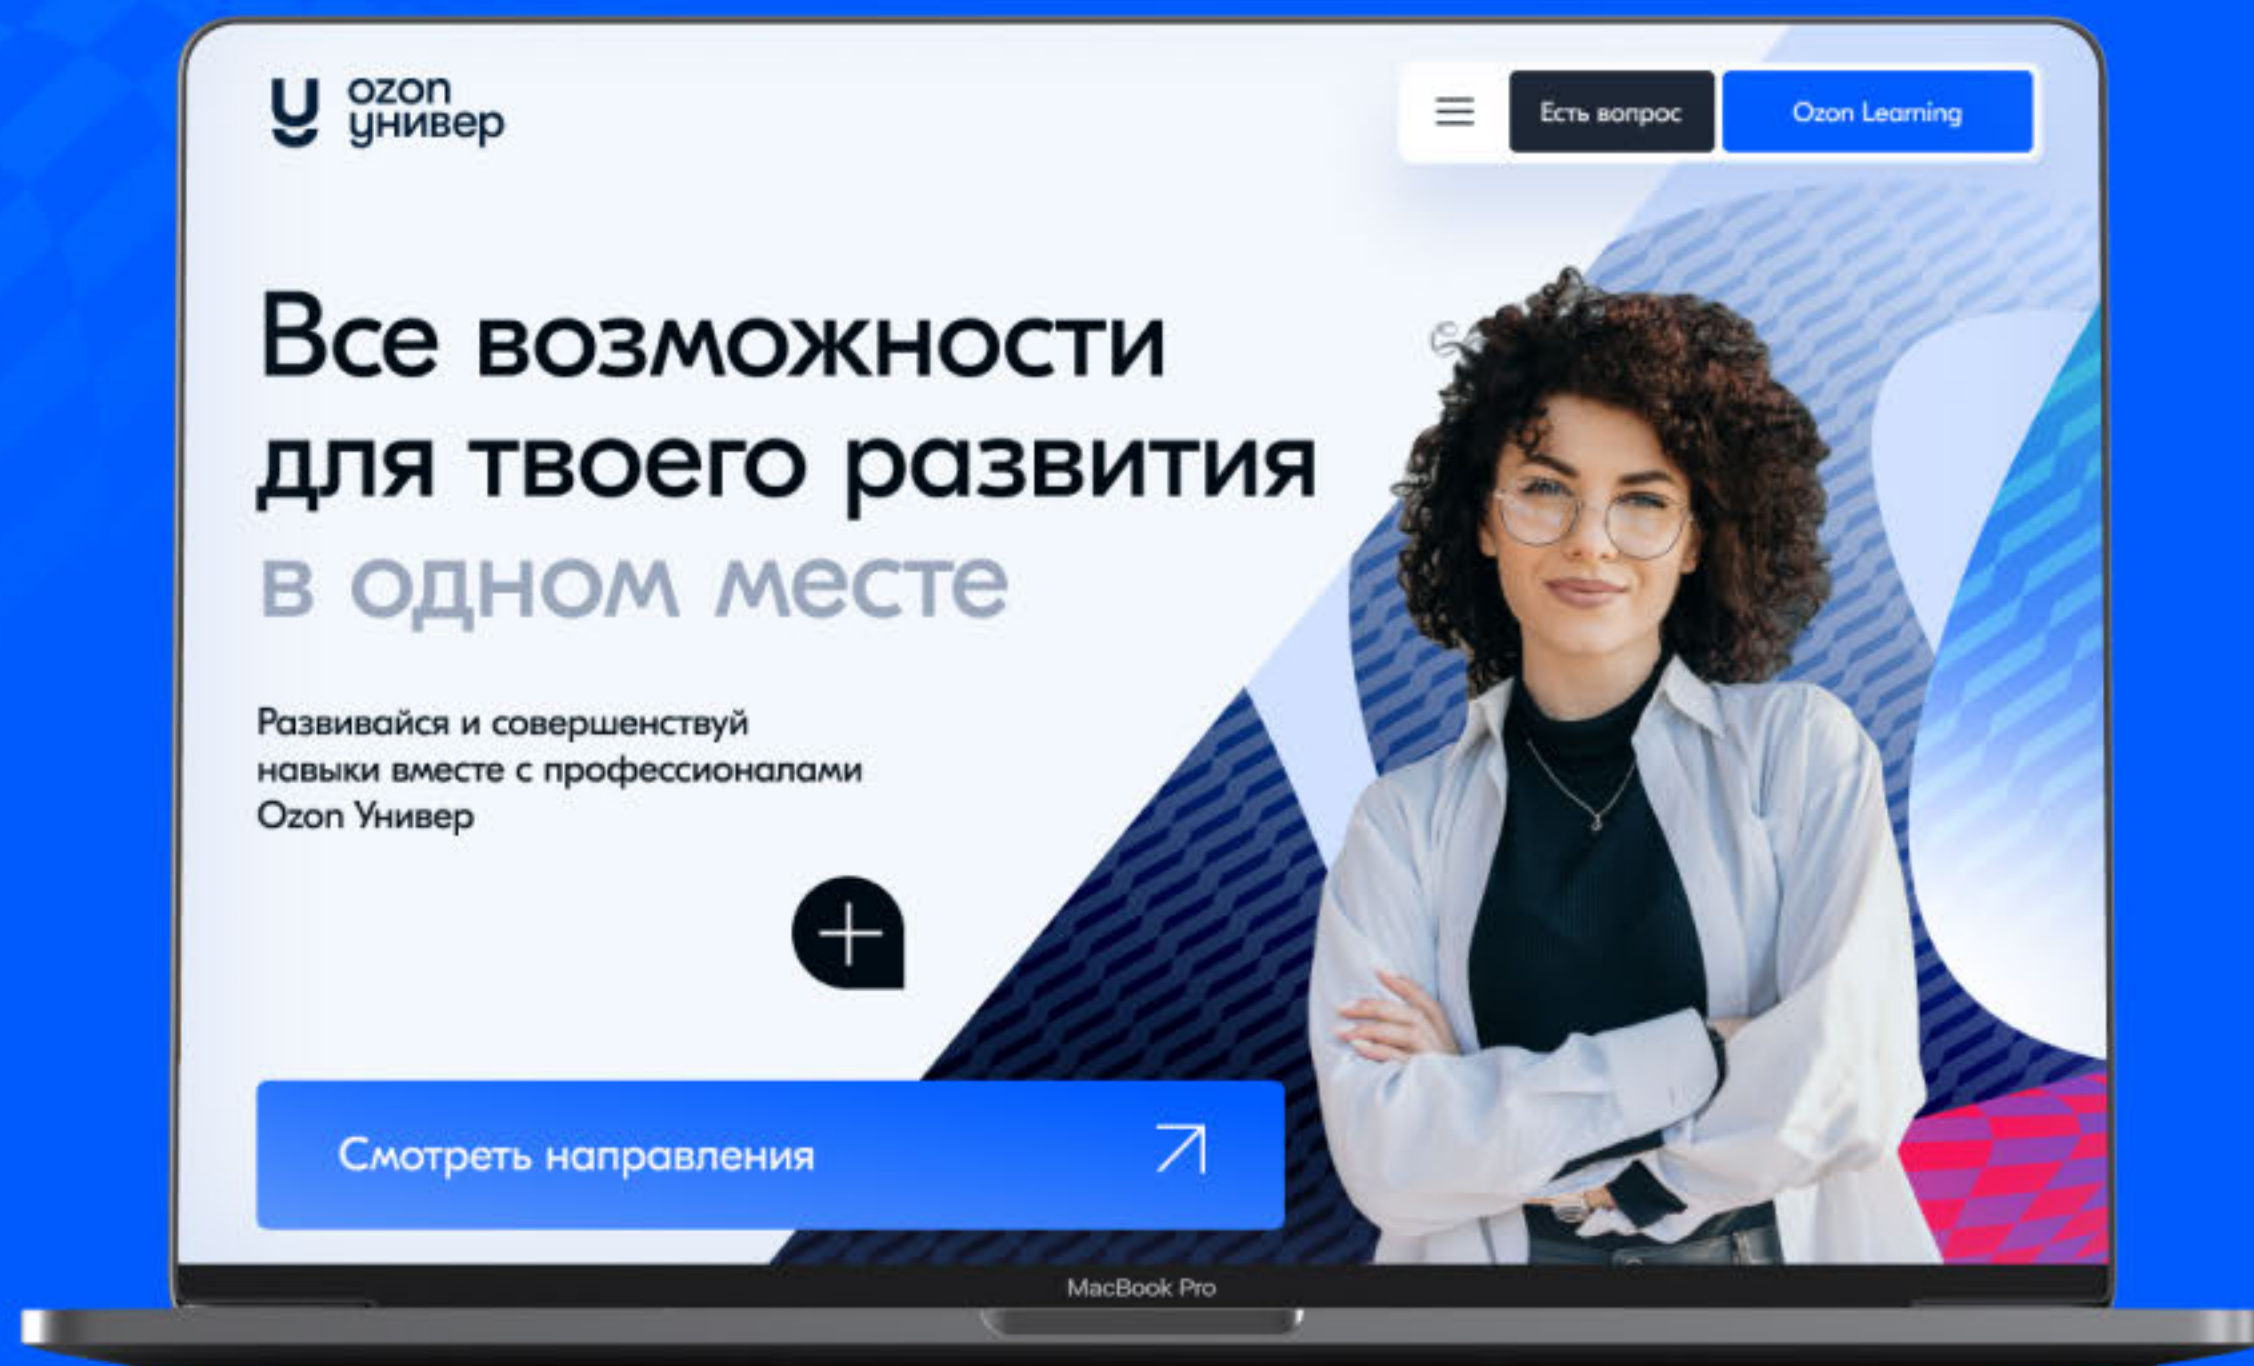 ozon
универ
Есть вопрос
Ozon Learning
Все возможности
для твоего развития
в одном месте
Развивайся и совершенствуй
навыки вместе с профессионалами
Ozon Универ
Смотреть направления
MacBook Pro